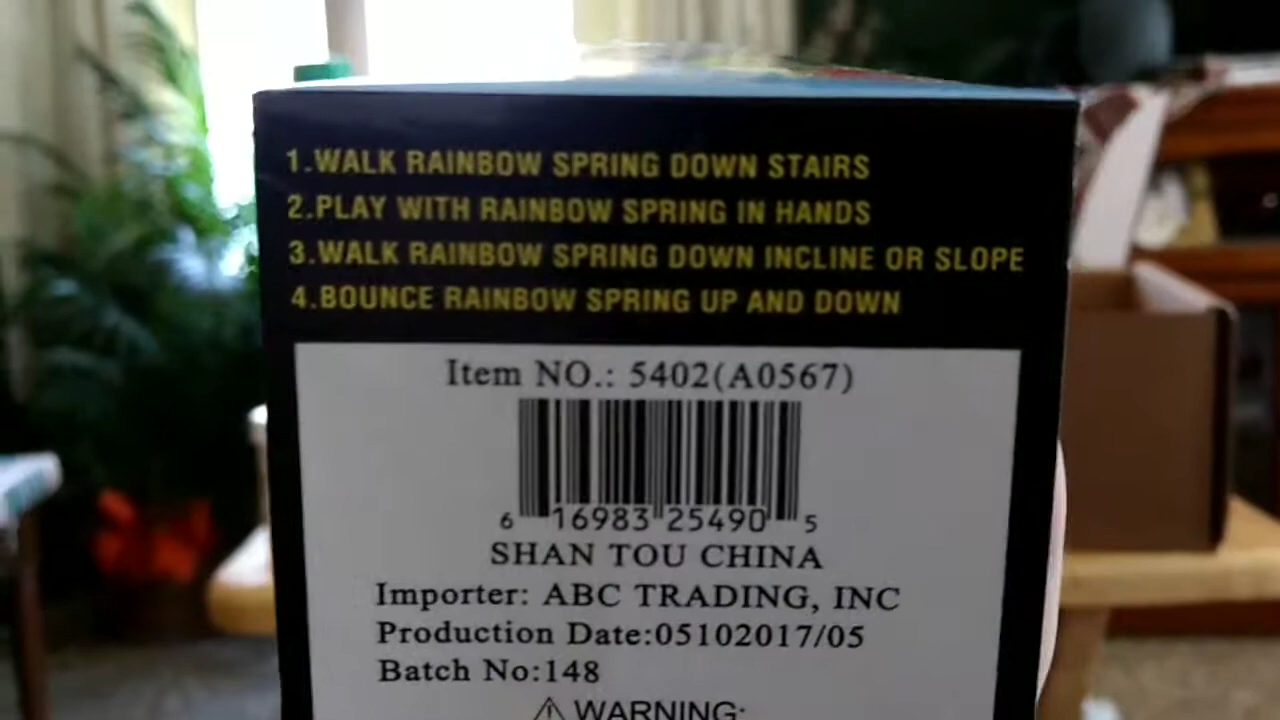 1.WALK RAINBOW SPRING DOWN STAIRS
2.PLAY WITH RAINBOW SPRING IN HANDS
3.WALK RAINBOW SPRING DOWN INCLINE OR SLOPE
4.BOUNCE RAINBOW SPRING UP AND DOWN
Item NO.: 5402(A0567)
6 16983 25490 5
SHAN TOU CHINA
Importer: ABC TRADING, INC
Production Date:05102017/05
Batch No:148
⚠ WARNING: